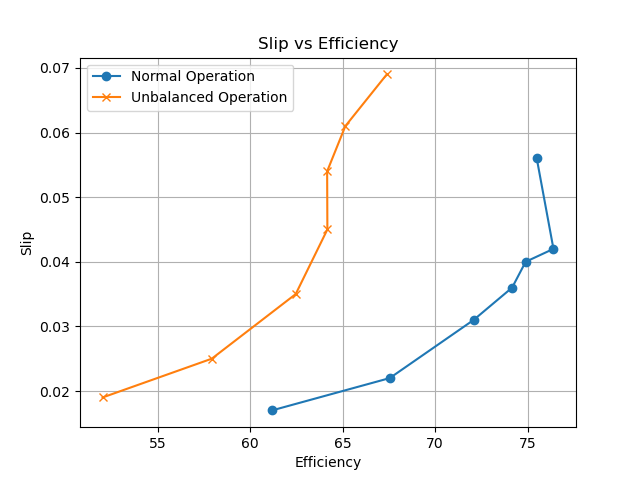 Slip vs Efficiency
Normal Operation
Unbalanced Operation
0.07
0.06
0.05
0.04
0.03
0.02
Slip
55 60 65 70 75
Efficiency